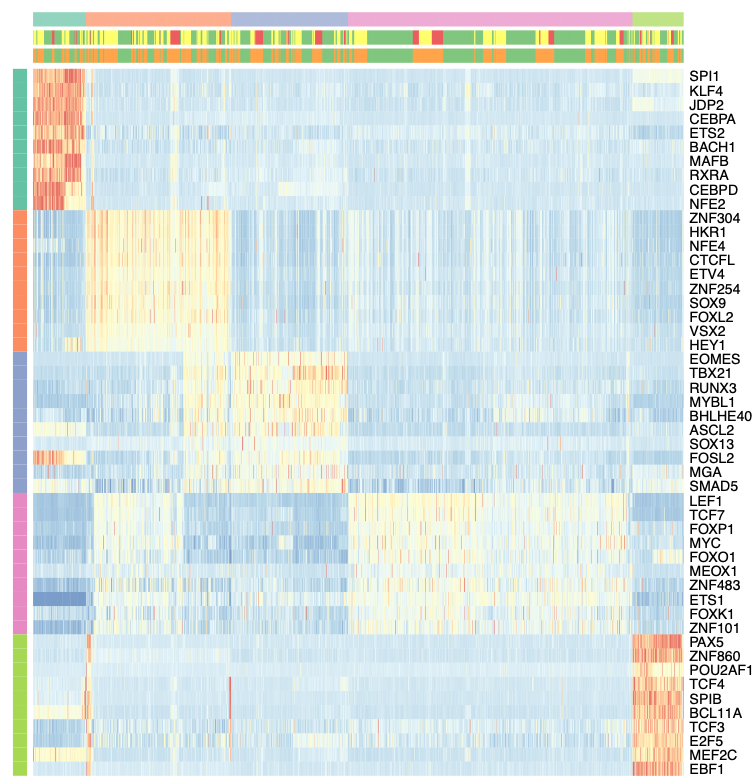 SPI1
KLF4
JDP2
CEBPA
ETS2
BACH1
MAFB
RXRA
CEBPD
NFE2
ZNF304
HKR1
NFE4
CTCFL
ETV4
ZNF254
SOX9
FOXL2
VSX2
HEY1
EOMES
TBX21
RUNX3
MYBL1
BHLHE40
ASCL2
SOX13
FOSL2
MGA
SMAD5
LEF1
TCF7
FOXP1
MYC
FOXO1
MEOX1
ZNF483
ETS1
FOXK1
ZNF101
PAX5
ZNF860
POU2AF1
TCF4
SPIB
BCL11A
TCF3
E2F5
MEF2C
EBF1